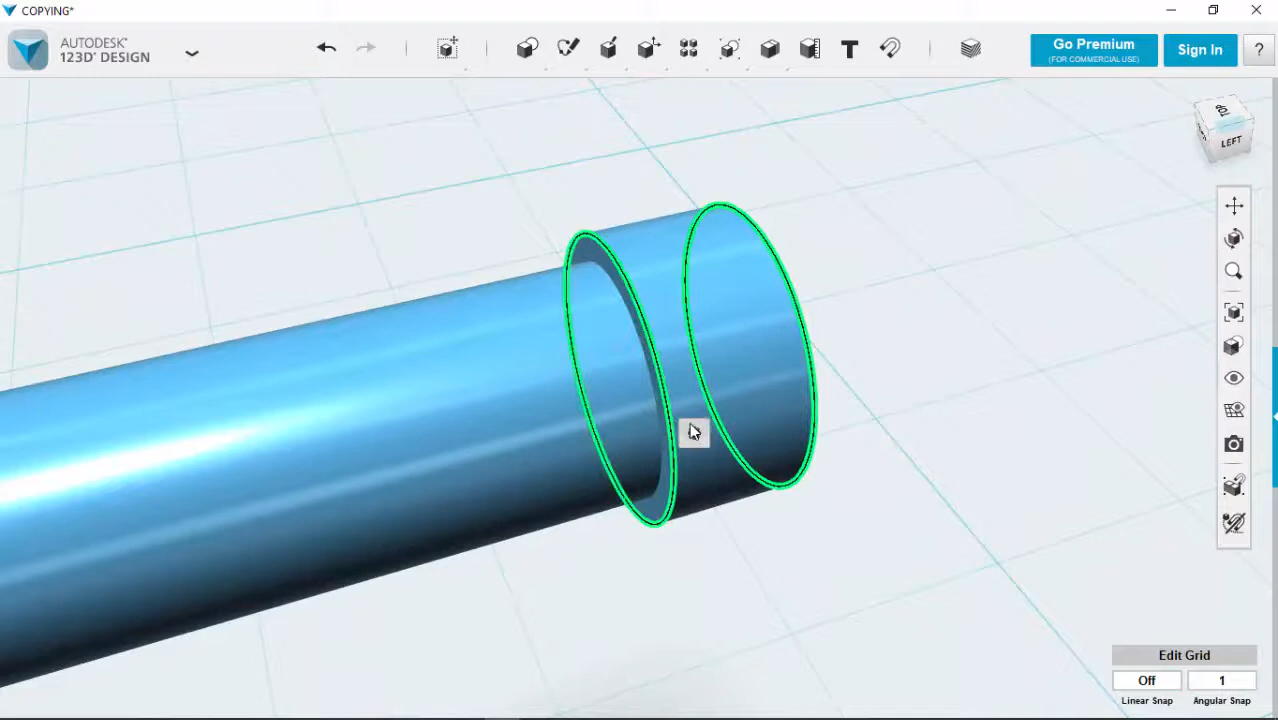 COPYING*
AUTODESK®
123D® DESIGN
Go Premium
(FOR COMMERCIAL USE)
Sign In
?
TOP
LEFT
Edit Grid
Off
1
Linear Snap
Angular Snap